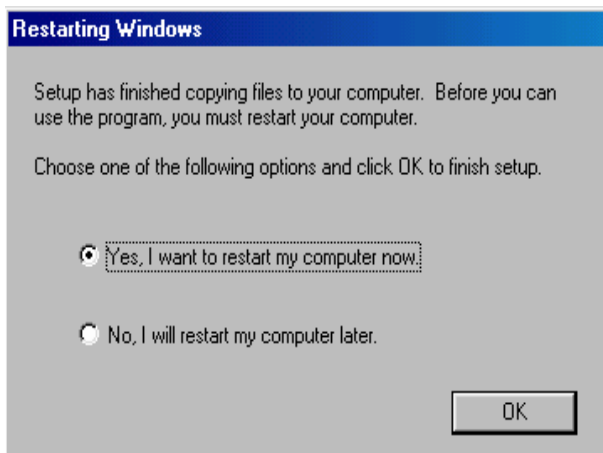 Restarting Windows
Setup has finished copying files to your computer.  Before you can
use the program, you must restart your computer.
Choose one of the following options and click OK to finish setup.
Yes, I want to restart my computer now.
No, I will restart my computer later.
OK